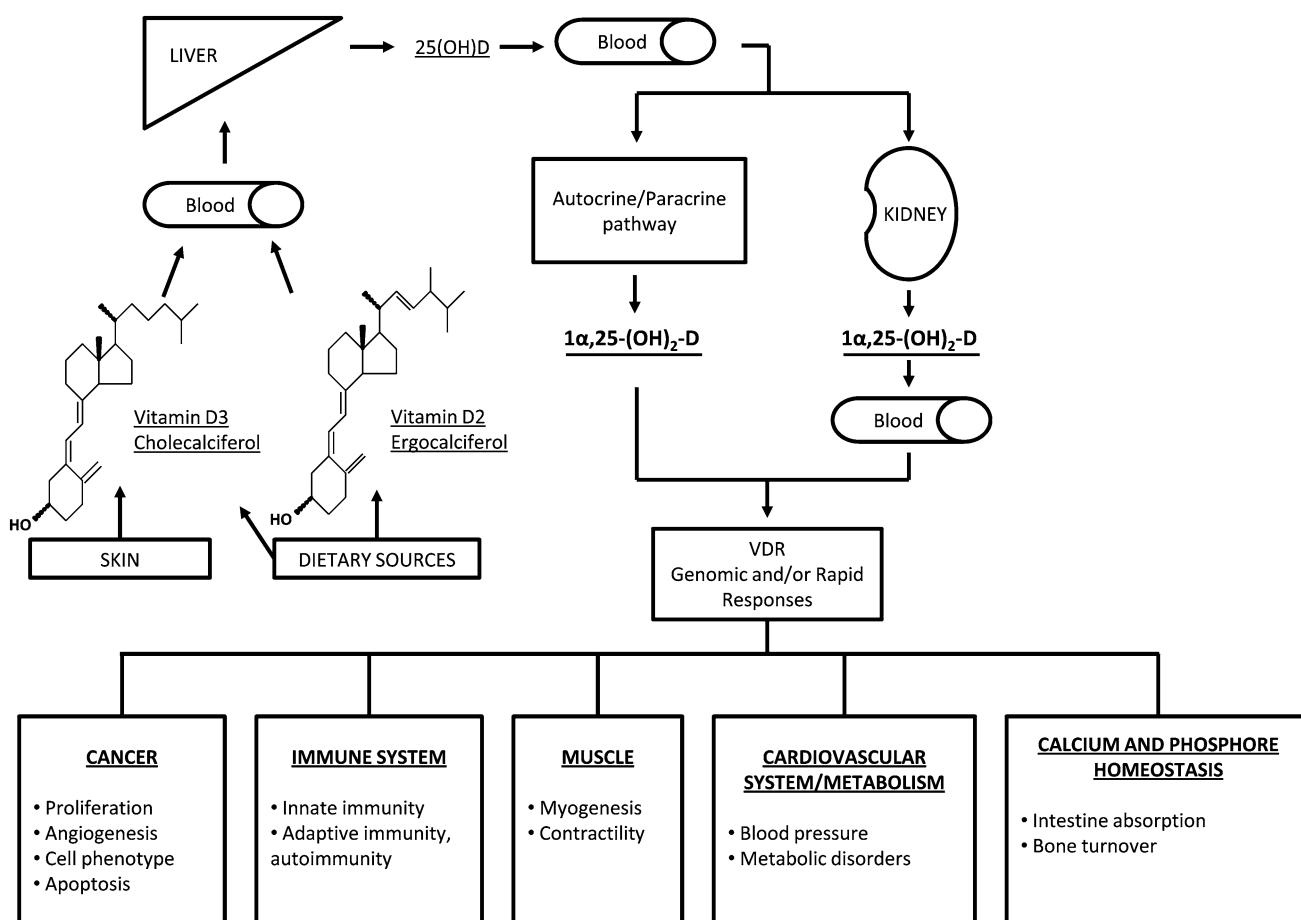 LIVER
25(OH)D
Blood
Blood
Autocrine/Paracrine
pathway
KIDNEY
1α,25-(OH)₂-D
1α,25-(OH)₂-D
Blood
Vitamin D3
Cholecalciferol
Vitamin D2
Ergocalciferol
HO
HO
SKIN
DIETARY SOURCES
VDR
Genomic and/or Rapid
Responses
CANCER
• Proliferation
• Angiogenesis
• Cell phenotype
• Apoptosis
IMMUNE SYSTEM
• Innate immunity
• Adaptive immunity,
autoimmunity
MUSCLE
• Myogenesis
• Contractility
CARDIOVASCULAR
SYSTEM/METABOLISM
• Blood pressure
• Metabolic disorders
CALCIUM AND PHOSPHORE
HOMEOSTASIS
• Intestine absorption
• Bone turnover